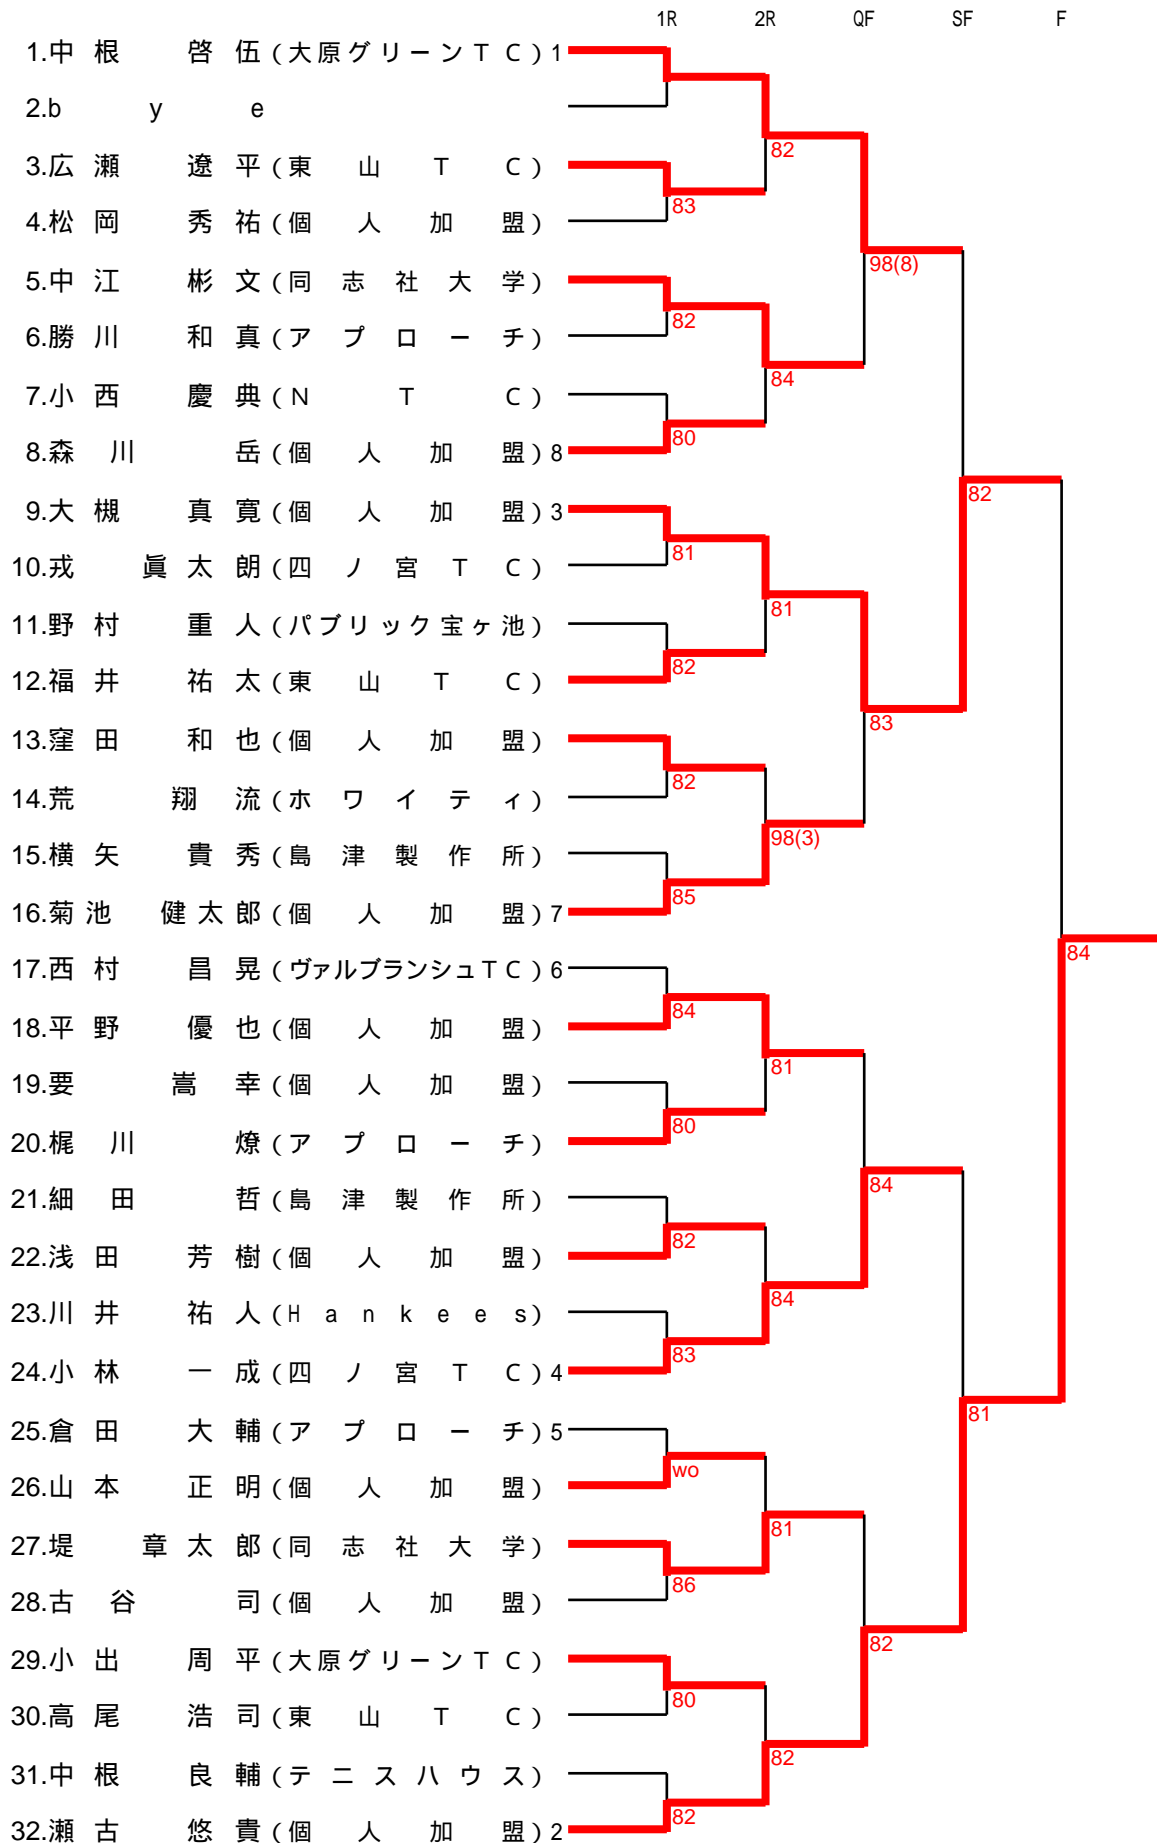 1R 2R QF SF F
1.中根 啓伍(大原グリーンTC)1
2.bye
82
3.広瀬 遼平(東山TC)
83
4.松岡 秀祐(個人加盟)
98(8)
5.中江 彬文(同志社大学)
82
6.勝川 和真(アプローチ)
84
7.小西 慶典(NTC)
80
8.森川 岳(個人加盟)8
82
9.大槻 真寛(個人加盟)3
81
10.戎 眞太朗(四ノ宮TC)
81
11.野村 重人(パブリック宝ヶ池)
82
12.福井 祐太(東山TC)
83
13.窪田 和也(個人加盟)
82
14.荒 翔流(ホワイティ)
98(3)
15.横矢 貴秀(島津製作所)
85
16.菊池 健太郎(個人加盟)7
84
17.西村 昌晃(ヴァルブランシュTC)6
84
18.平野 優也(個人加盟)
81
19.要 嵩幸(個人加盟)
80
20.梶川 燎(アプローチ)
84
21.細田 哲(島津製作所)
82
22.浅田 芳樹(個人加盟)
84
23.川井 祐人(Hankees)
83
24.小林 一成(四ノ宮TC)4
81
25.倉田 大輔(アプローチ)5
wo
26.山本 正明(個人加盟)
81
27.堤 章太郎(同志社大学)
86
28.古谷 司(個人加盟)
82
29.小出 周平(大原グリーンTC)
80
30.高尾 浩司(東山TC)
82
31.中根 良輔(テニスハウス)
82
32.瀬古 悠貴(個人加盟)2